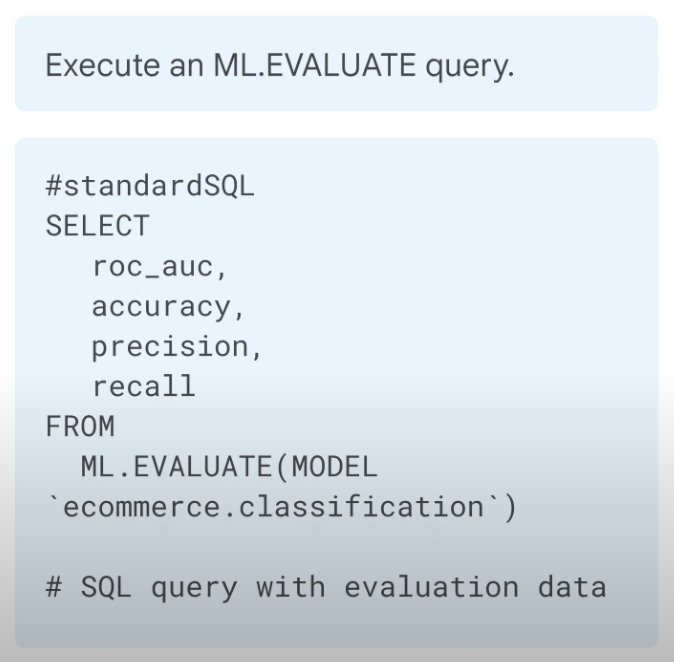 Execute an ML.EVALUATE query.
#standardSQL
SELECT
roc_auc,
accuracy,
precision,
recall
FROM
ML.EVALUATE(MODEL
`ecommerce.classification`)
# SQL query with evaluation data